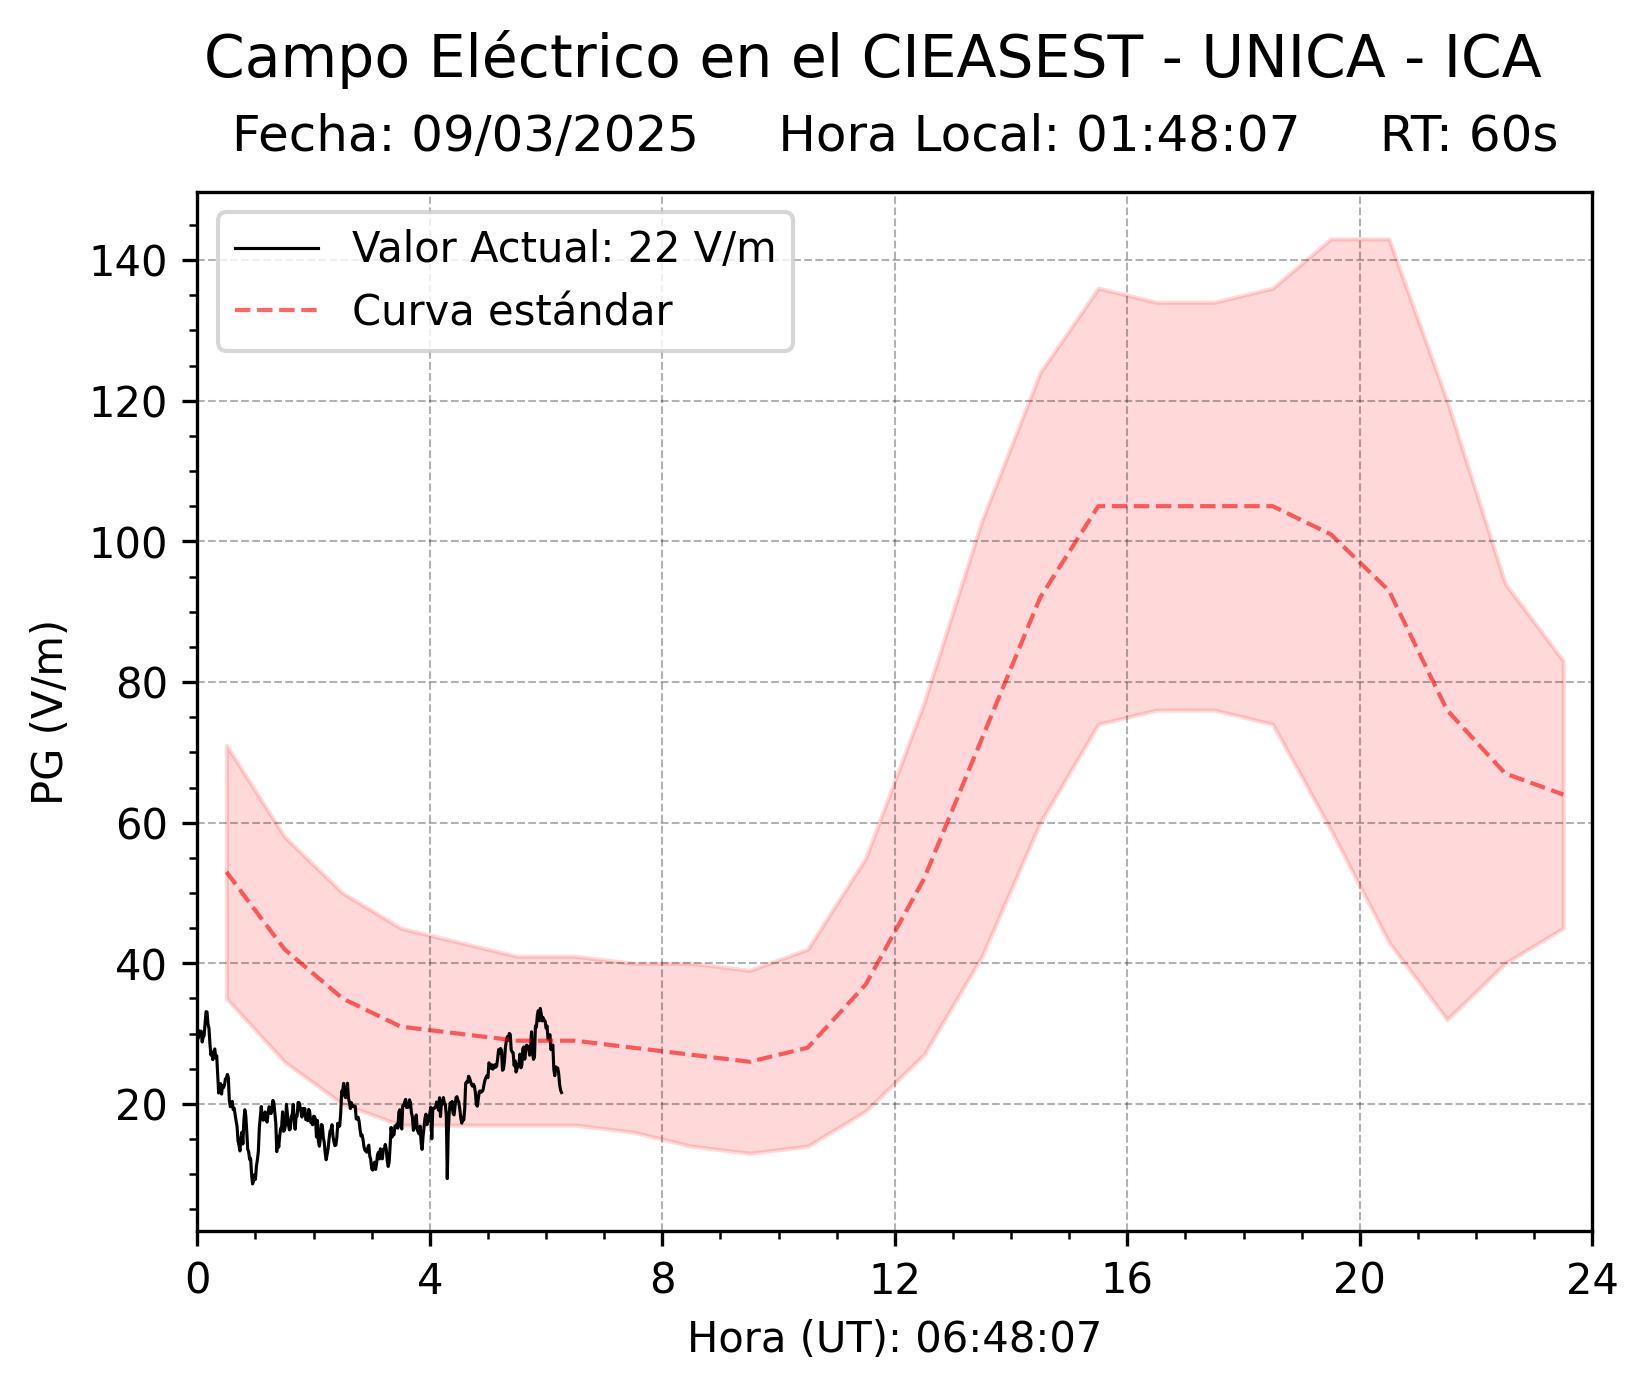 Campo Eléctrico en el CIEASEST - UNICA - ICA
Fecha: 09/03/2025 Hora Local: 01:48:07 RT: 60s
Valor Actual: 22 V/m
Curva estándar
PG (V/m)
140
120
100
80
60
40
20
0 4 8 12 16 20 24
Hora (UT): 06:48:07